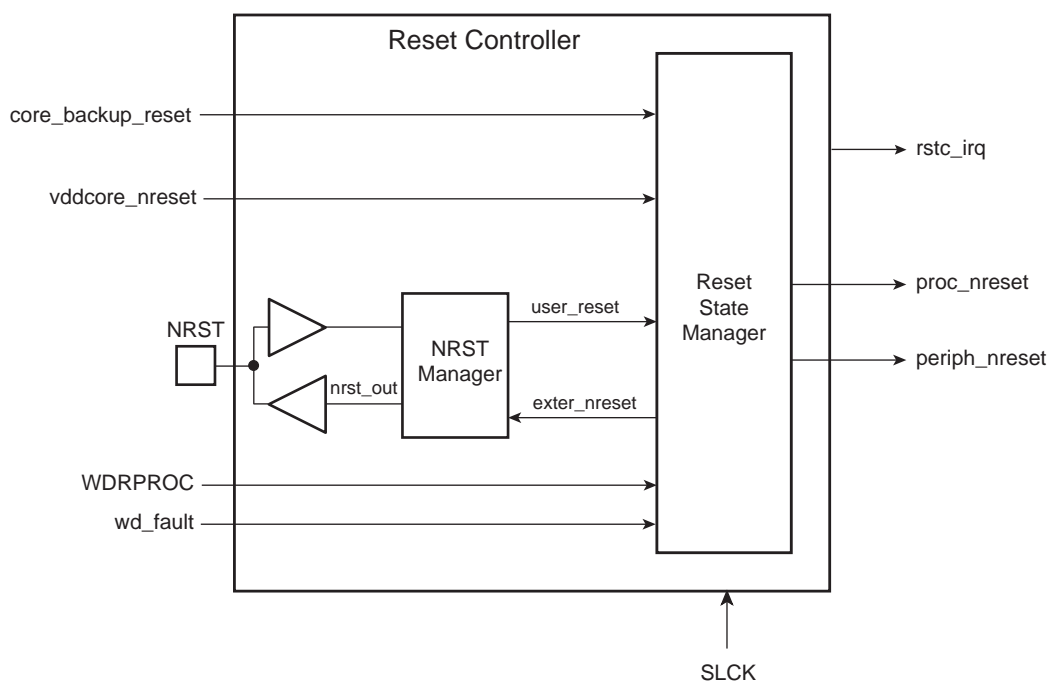 Reset Controller
core_backup_reset
rstc_irq
vddcore_nreset
Reset
State
Manager
proc_nreset
user_reset
NRST
NRST
Manager
periph_nreset
nrst_out
exter_nreset
WDRPROC
wd_fault
SLCK